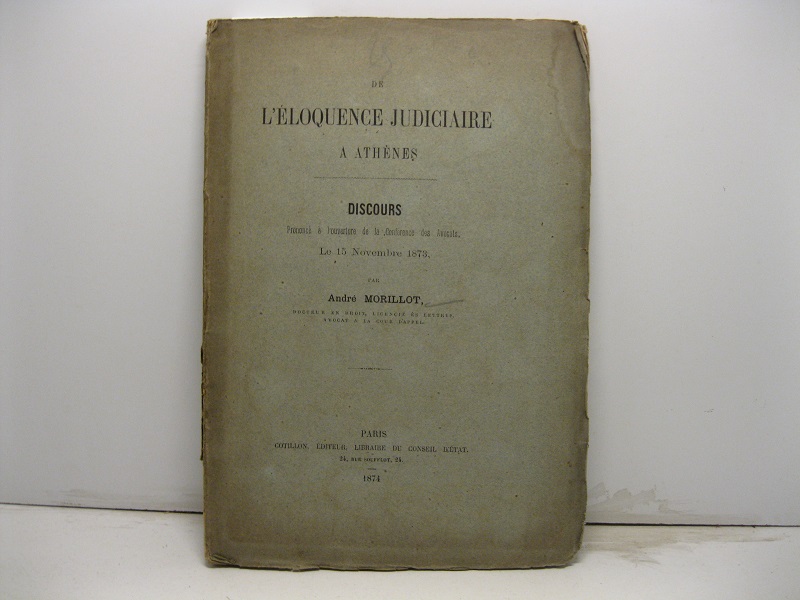 DE
L'ÉLOQUENCE JUDICIAIRE
A ATHÈNES
DISCOURS
Prononcé à l'ouverture de la Conférence des Avocats,
Le 15 Novembre 1873,
PAR
André MORILLOT,
DOCTEUR EN DROIT, LICENCIÉ ÈS LETTRES,
AVOCAT A LA COUR D'APPEL.
PARIS
COTILLON, ÉDITEUR, LIBRAIRE DU CONSEIL D'ÉTAT,
24, RUE SOUFFLOT, 24.
1874